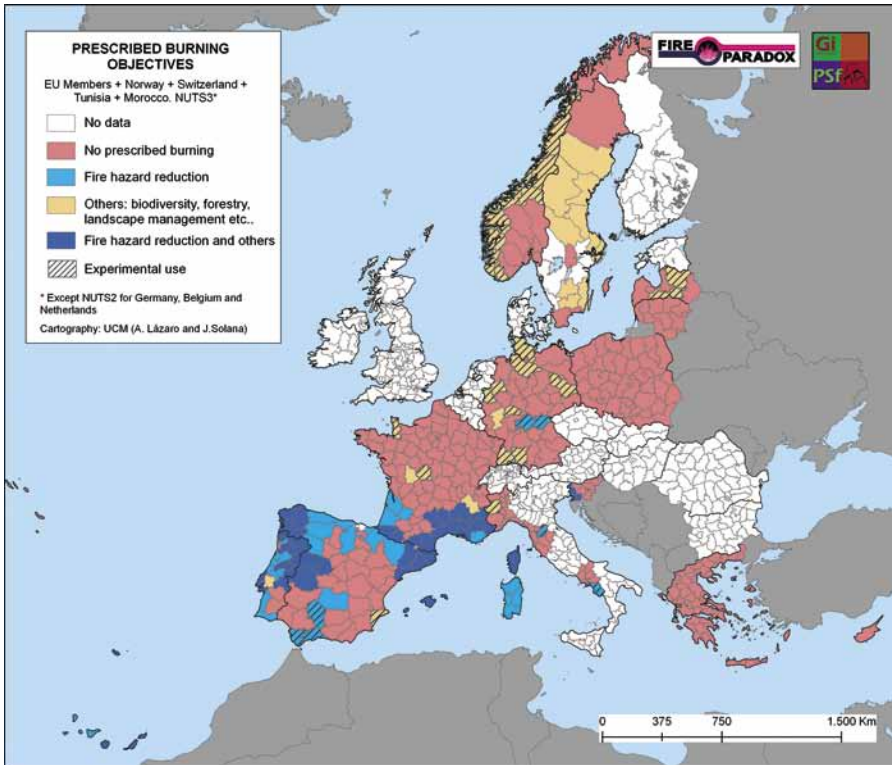 PRESCRIBED BURNING
OBJECTIVES
EU Members + Norway + Switzerland +
Tunisia + Morocco. NUTS3*
No data
No prescribed burning
Fire hazard reduction
Others: biodiversity, forestry,
landscape management etc..
Fire hazard reduction and others
Experimental use
* Except NUTS2 for Germany, Belgium and
Netherlands
Cartography: UCM (A. Lázaro and J.Solana)
FIRE
PARADOX
Gi
PSf
0 375 750 1.500 Km